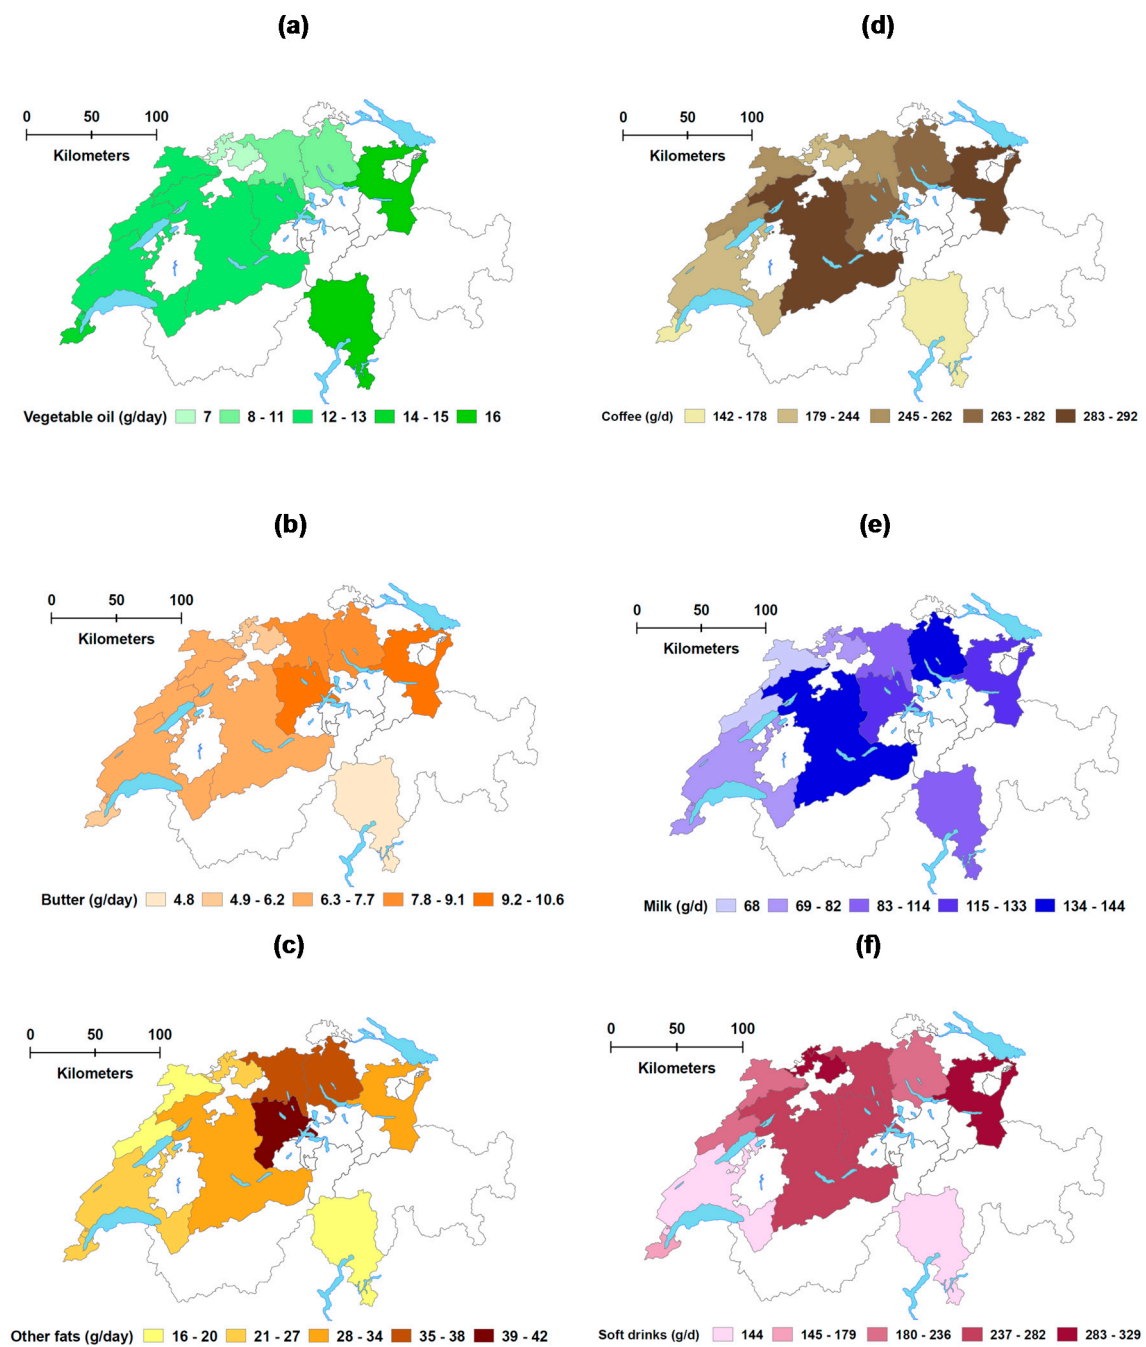 (a)
0 50 100
Kilometers
Vegetable oil (g/day) 7 8 - 11 12 - 13 14 - 15 16
(d)
0 50 100
Kilometers
Coffee (g/d) 142 - 178 179 - 244 245 - 262 263 - 282 283 - 292
(b)
0 50 100
Kilometers
Butter (g/day) 4.8 4.9 - 6.2 6.3 - 7.7 7.8 - 9.1 9.2 - 10.6
(e)
0 50 100
Kilometers
Milk (g/d) 68 69 - 82 83 - 114 115 - 133 134 - 144
(c)
0 50 100
Kilometers
Other fats (g/day) 16 - 20 21 - 27 28 - 34 35 - 38 39 - 42
(f)
0 50 100
Kilometers
Soft drinks (g/d) 144 145 - 179 180 - 236 237 - 282 283 - 329